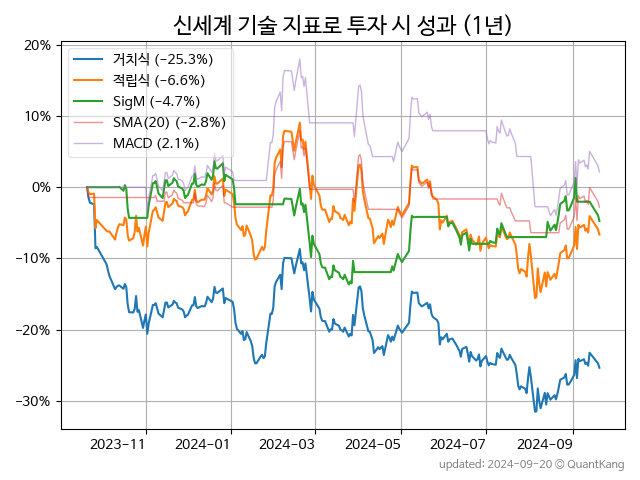 신세계 기술 지표로 투자 시 성과 (1년)
거치식 (−25.3%)
적립식 (−6.6%)
SigM (−4.7%)
SMA(20) (−2.8%)
MACD (2.1%)
20%
10%
0%
−10%
−20%
−30%
2023-11 2024-01 2024-03 2024-05 2024-07 2024-09
updated: 2024-09-20 © QuantKang